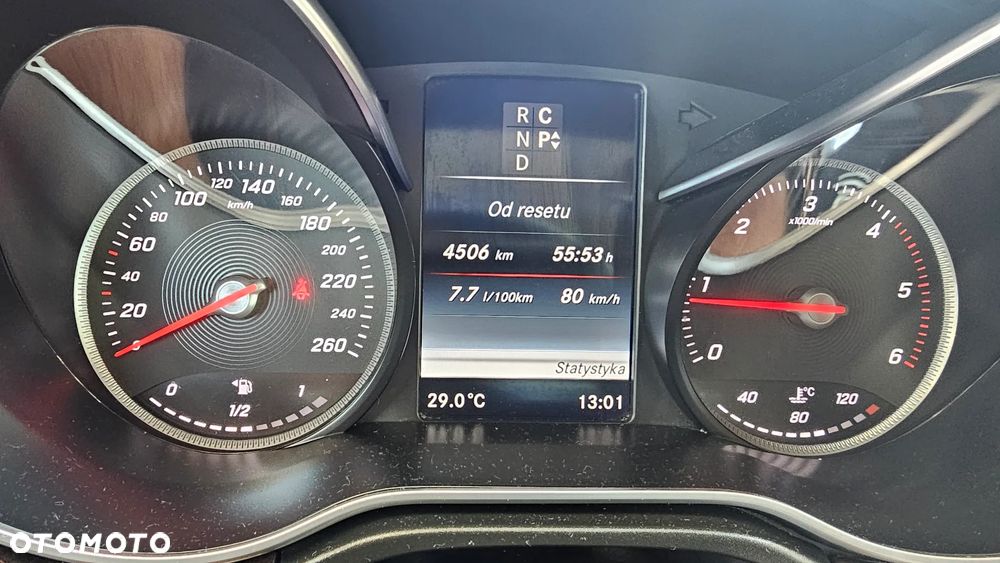 R C
N P
D
Od resetu
4506 km 55:53 h
7.7 l/100km 80 km/h
Statystyka
29.0°C 13:01
0 20 40 60 80 100 120 140 160 180 200 220 240 260
km/h
0 1/2 1
0 1 2 3 4 5 6
x1000/min
40 80 120
°C
OTOMOTO